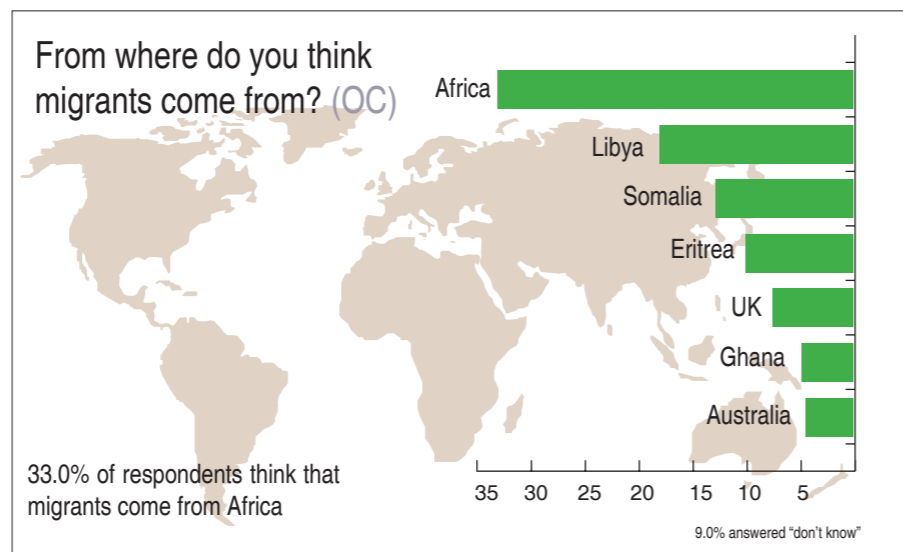 From where do you think
migrants come from? (OC)
Africa
Libya
Somalia
Eritrea
UK
Ghana
Australia
33.0% of respondents think that
migrants come from Africa
35 30 25 20 15 10 5
9.0% answered “don’t know”